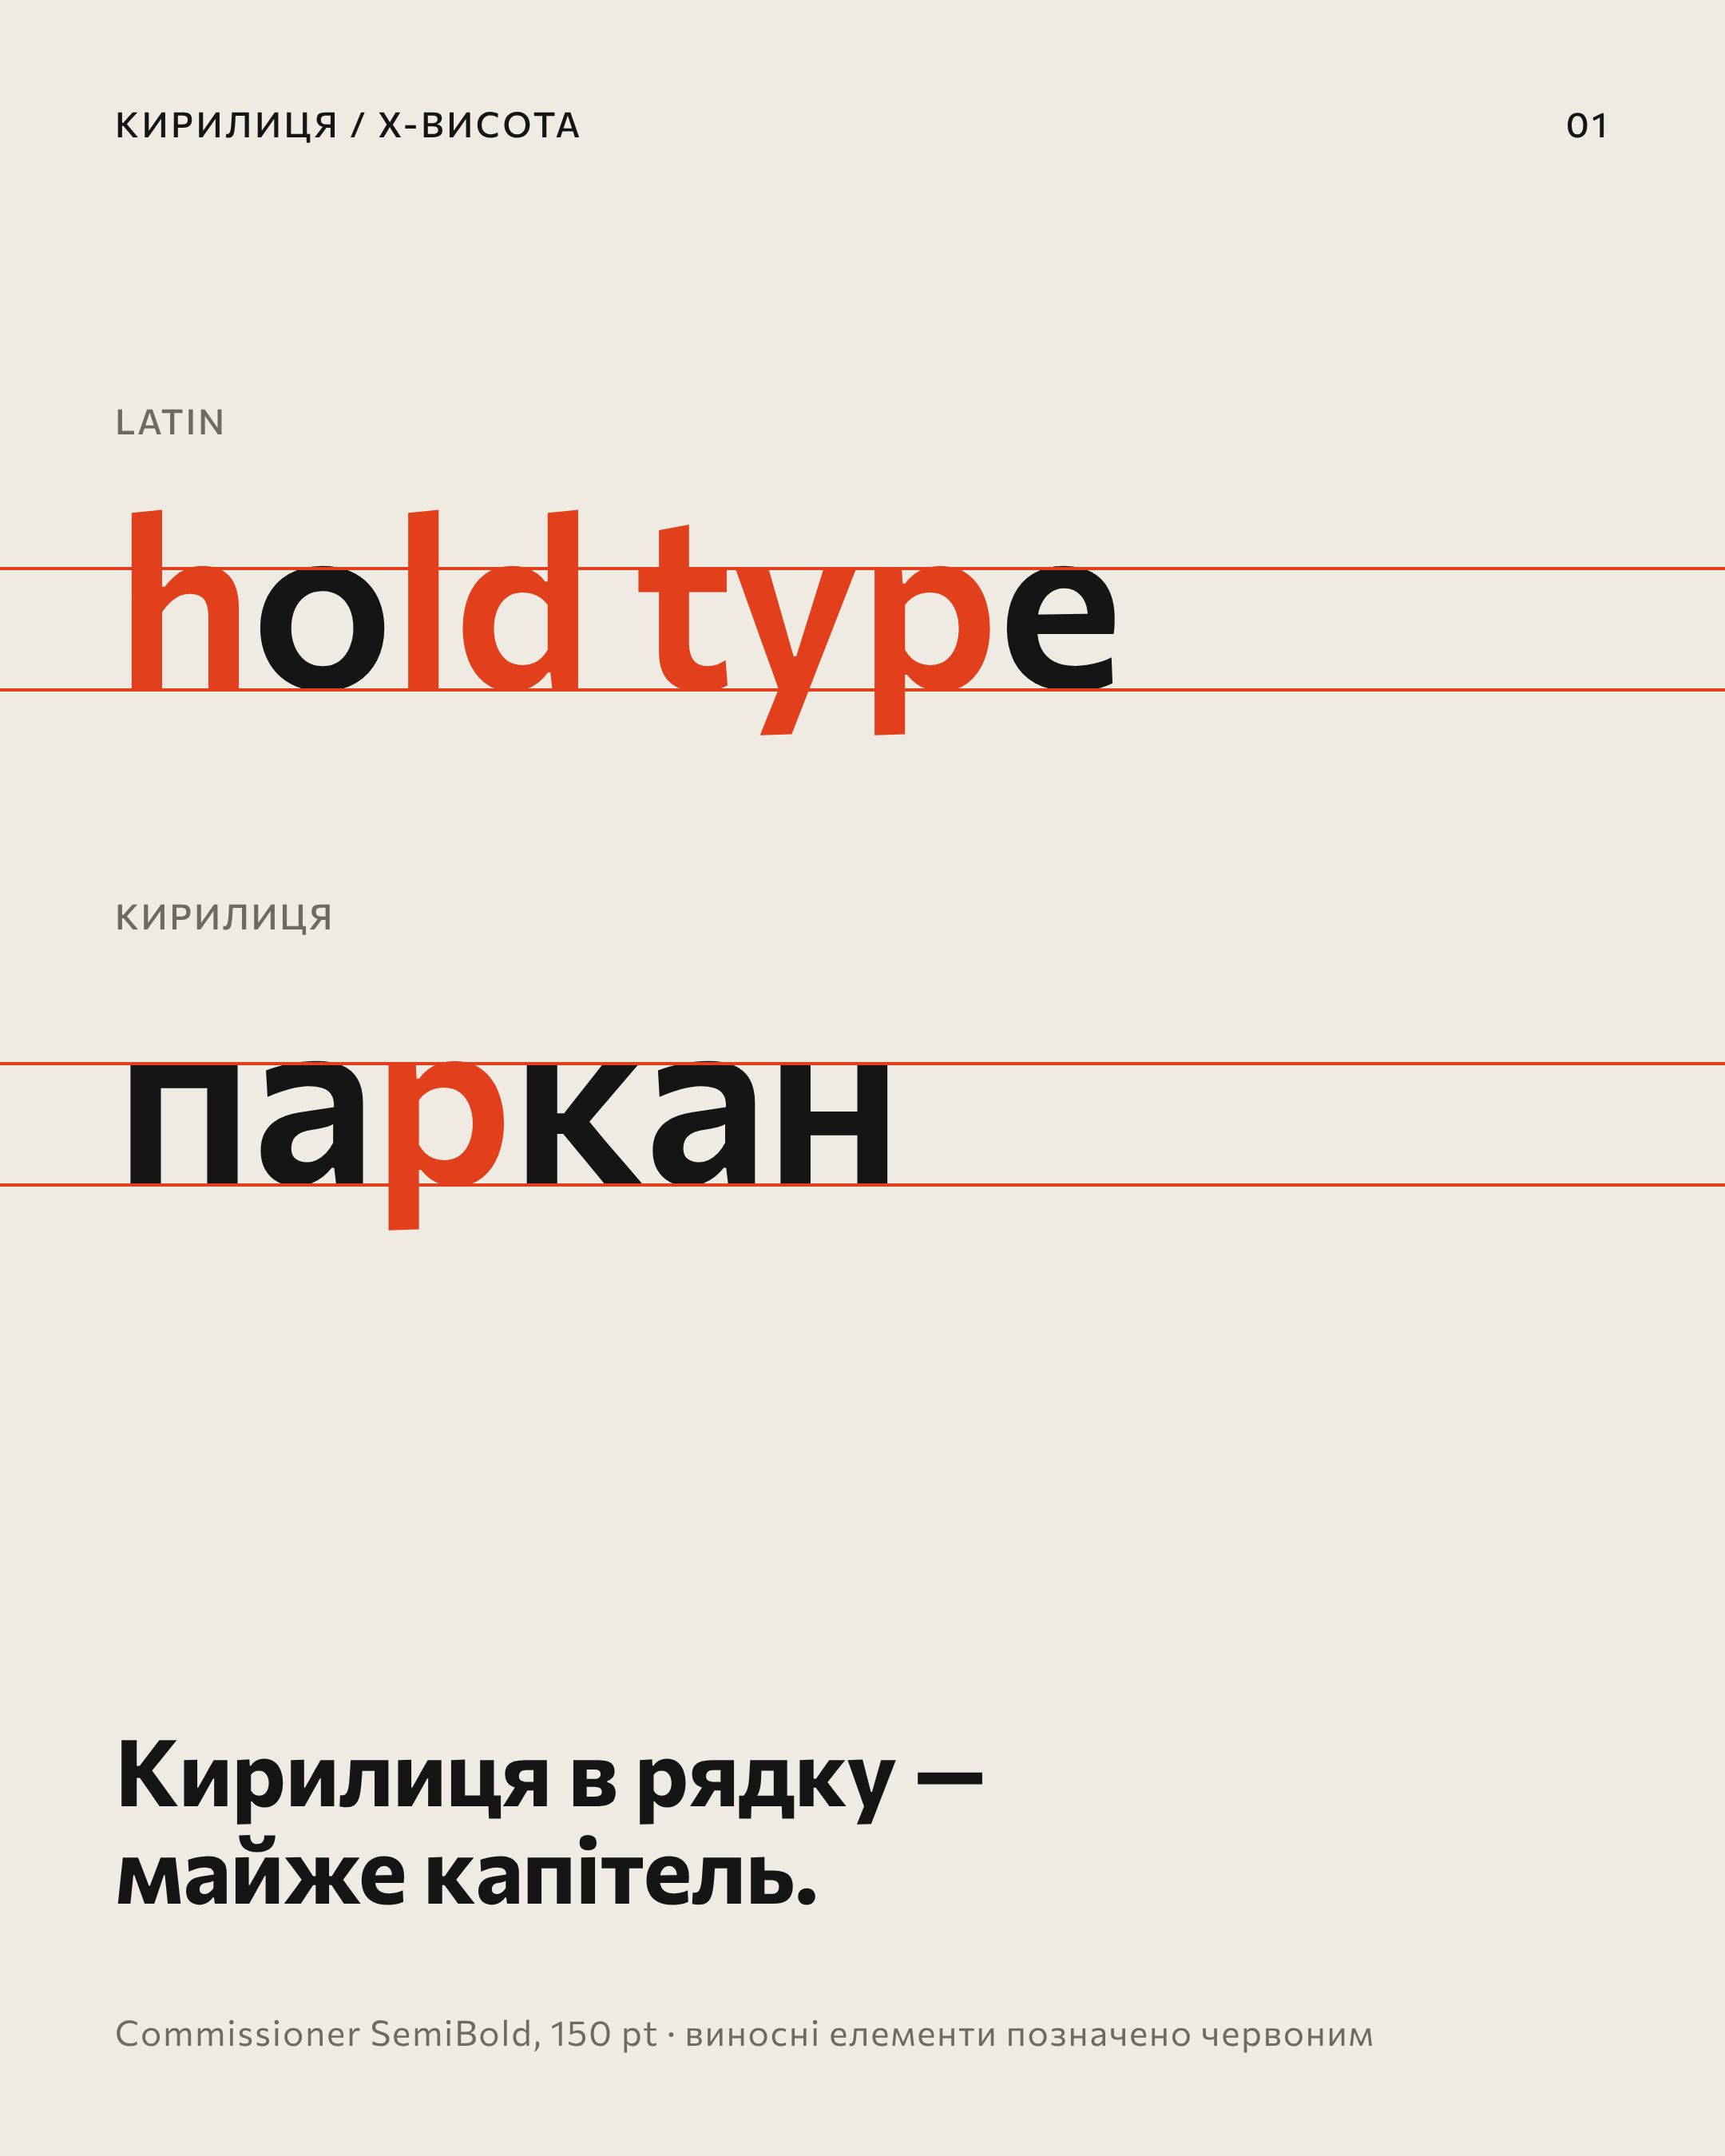 КИРИЛИЦЯ / Х-ВИСОТА 01
LATIN
hold type
КИРИЛИЦЯ
паркан
Кирилиця в рядку —
майже капітель.
Commissioner SemiBold, 150 pt · виносні елементи позначено червоним